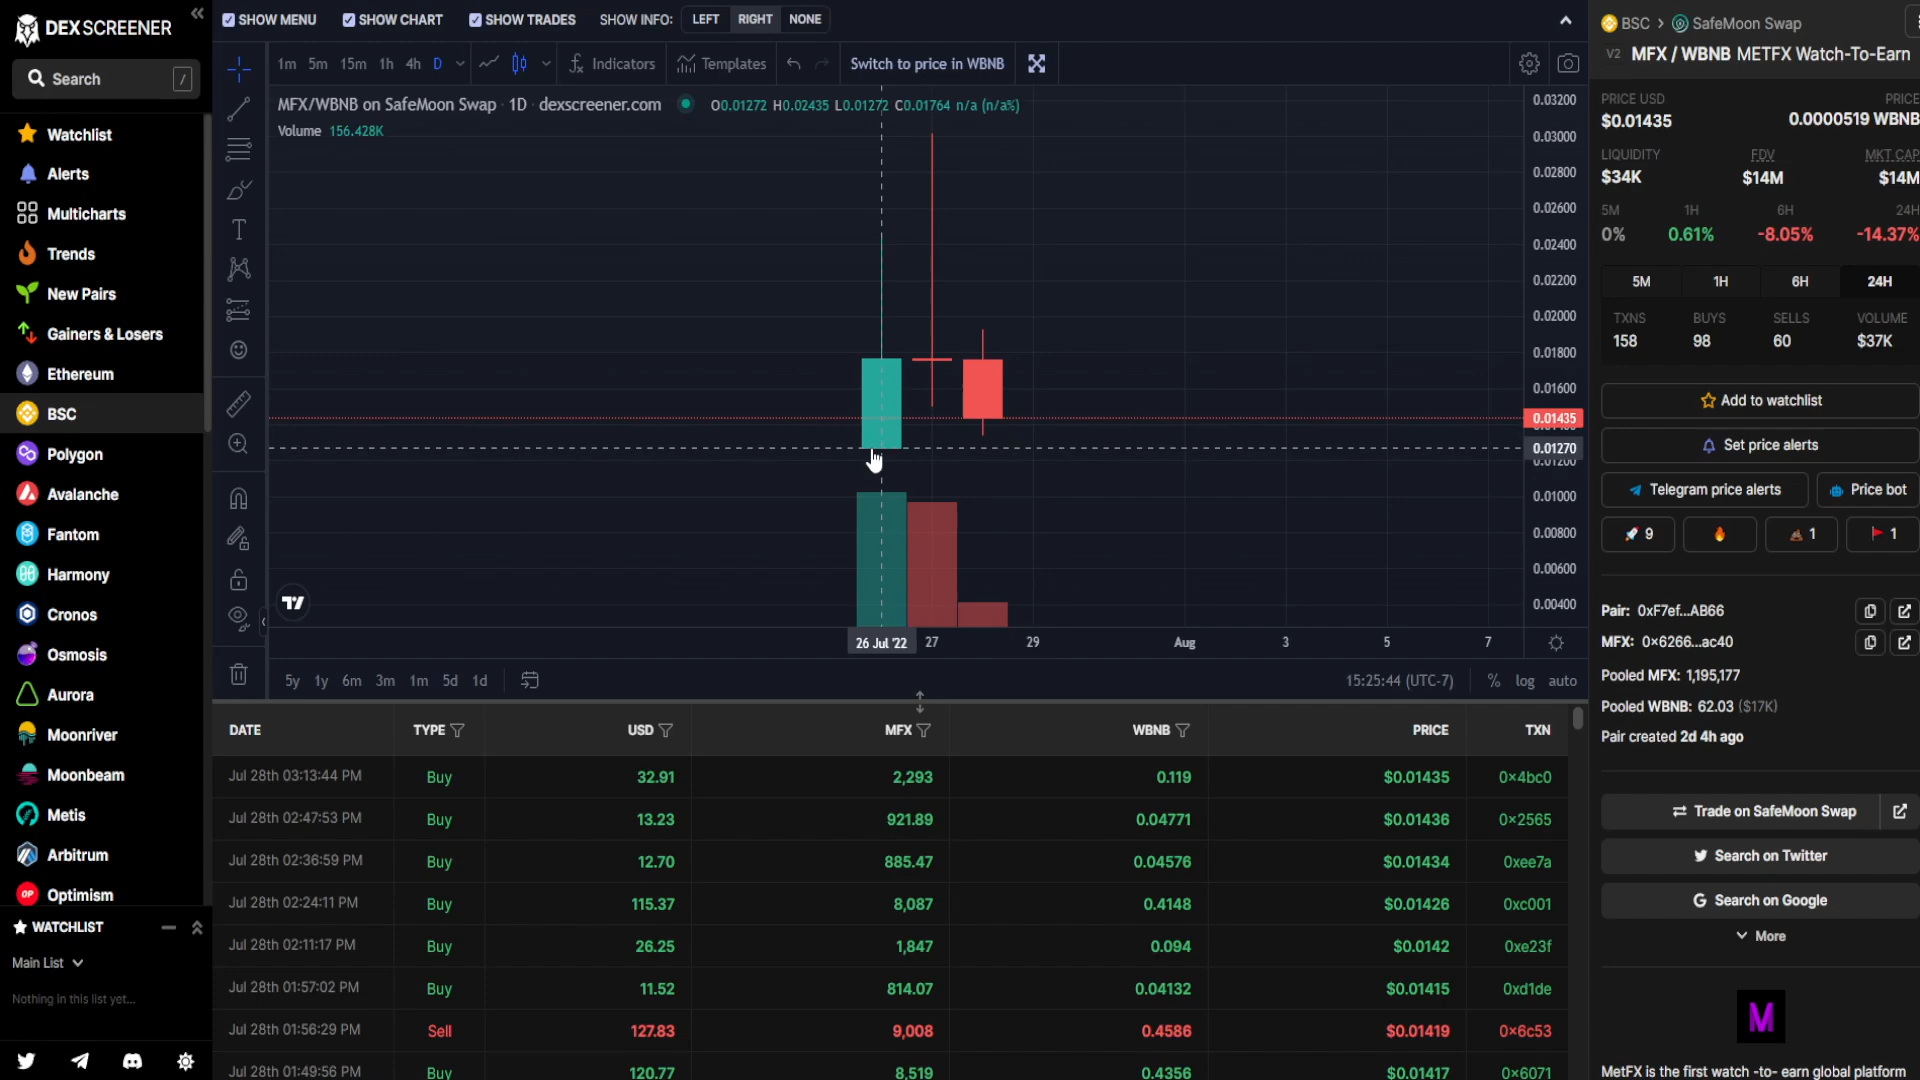 DEX SCREENER
Search /
Watchlist
Alerts
Multicharts
Trends
New Pairs
Gainers & Losers
Ethereum
BSC
Polygon
Avalanche
Fantom
Harmony
Cronos
Osmosis
Aurora
Moonriver
Moonbeam
Metis
Arbitrum
OP Optimism
WATCHLIST
Main List
Nothing in this list yet...
SHOW MENU SHOW CHART SHOW TRADES SHOW INFO: LEFT RIGHT NONE
1m 5m 15m 1h 4h D Indicators Templates Switch to price in WBNB
MFX/WBNB on SafeMoon Swap · 1D · dexscreener.com O0.01272 H0.02435 L0.01272 C0.01764 n/a (n/a%)
Volume 156.428K
0.03200
0.03000
0.02800
0.02600
0.02400
0.02200
0.02000
0.01800
0.01600
0.01435
0.01270
0.01200
0.01000
0.00800
0.00600
0.00400
26 Jul '22 27 29 Aug 3 5 7
5y 1y 6m 3m 1m 5d 1d 15:25:44 (UTC-7) % log auto
DATE TYPE USD MFX WBNB PRICE TXN
Jul 28th 03:13:44 PM Buy 32.91 2,293 0.119 $0.01435 0×4bc0
Jul 28th 02:47:53 PM Buy 13.23 921.89 0.04771 $0.01436 0×2565
Jul 28th 02:36:59 PM Buy 12.70 885.47 0.04576 $0.01434 0xee7a
Jul 28th 02:24:11 PM Buy 115.37 8,087 0.4148 $0.01426 0xc001
Jul 28th 02:11:17 PM Buy 26.25 1,847 0.094 $0.0142 0xe23f
Jul 28th 01:57:02 PM Buy 11.52 814.07 0.04132 $0.01415 0xd1de
Jul 28th 01:56:29 PM Sell 127.83 9,008 0.4586 $0.01419 0×6c53
Jul 28th 01:49:56 PM Buy 120.77 8,519 0.4356 $0.01417 0×6071
BSC > SafeMoon Swap
V2 MFX / WBNB METFX Watch-To-Earn
PRICE USD PRICE
$0.01435 0.0000519 WBNB
LIQUIDITY FDV MKT CAP
$34K $14M $14M
5M 1H 6H 24H
0% 0.61% -8.05% -14.37%
5M 1H 6H 24H
TXNS BUYS SELLS VOLUME
158 98 60 $37K
Add to watchlist
Set price alerts
Telegram price alerts Price bot
9 1 1
Pair: 0xF7ef...AB66
MFX: 0×6266...ac40
Pooled MFX: 1,195,177
Pooled WBNB: 62.03 ($17K)
Pair created 2d 4h ago
Trade on SafeMoon Swap
Search on Twitter
Search on Google
More
M
MetFX is the first watch -to- earn global platform